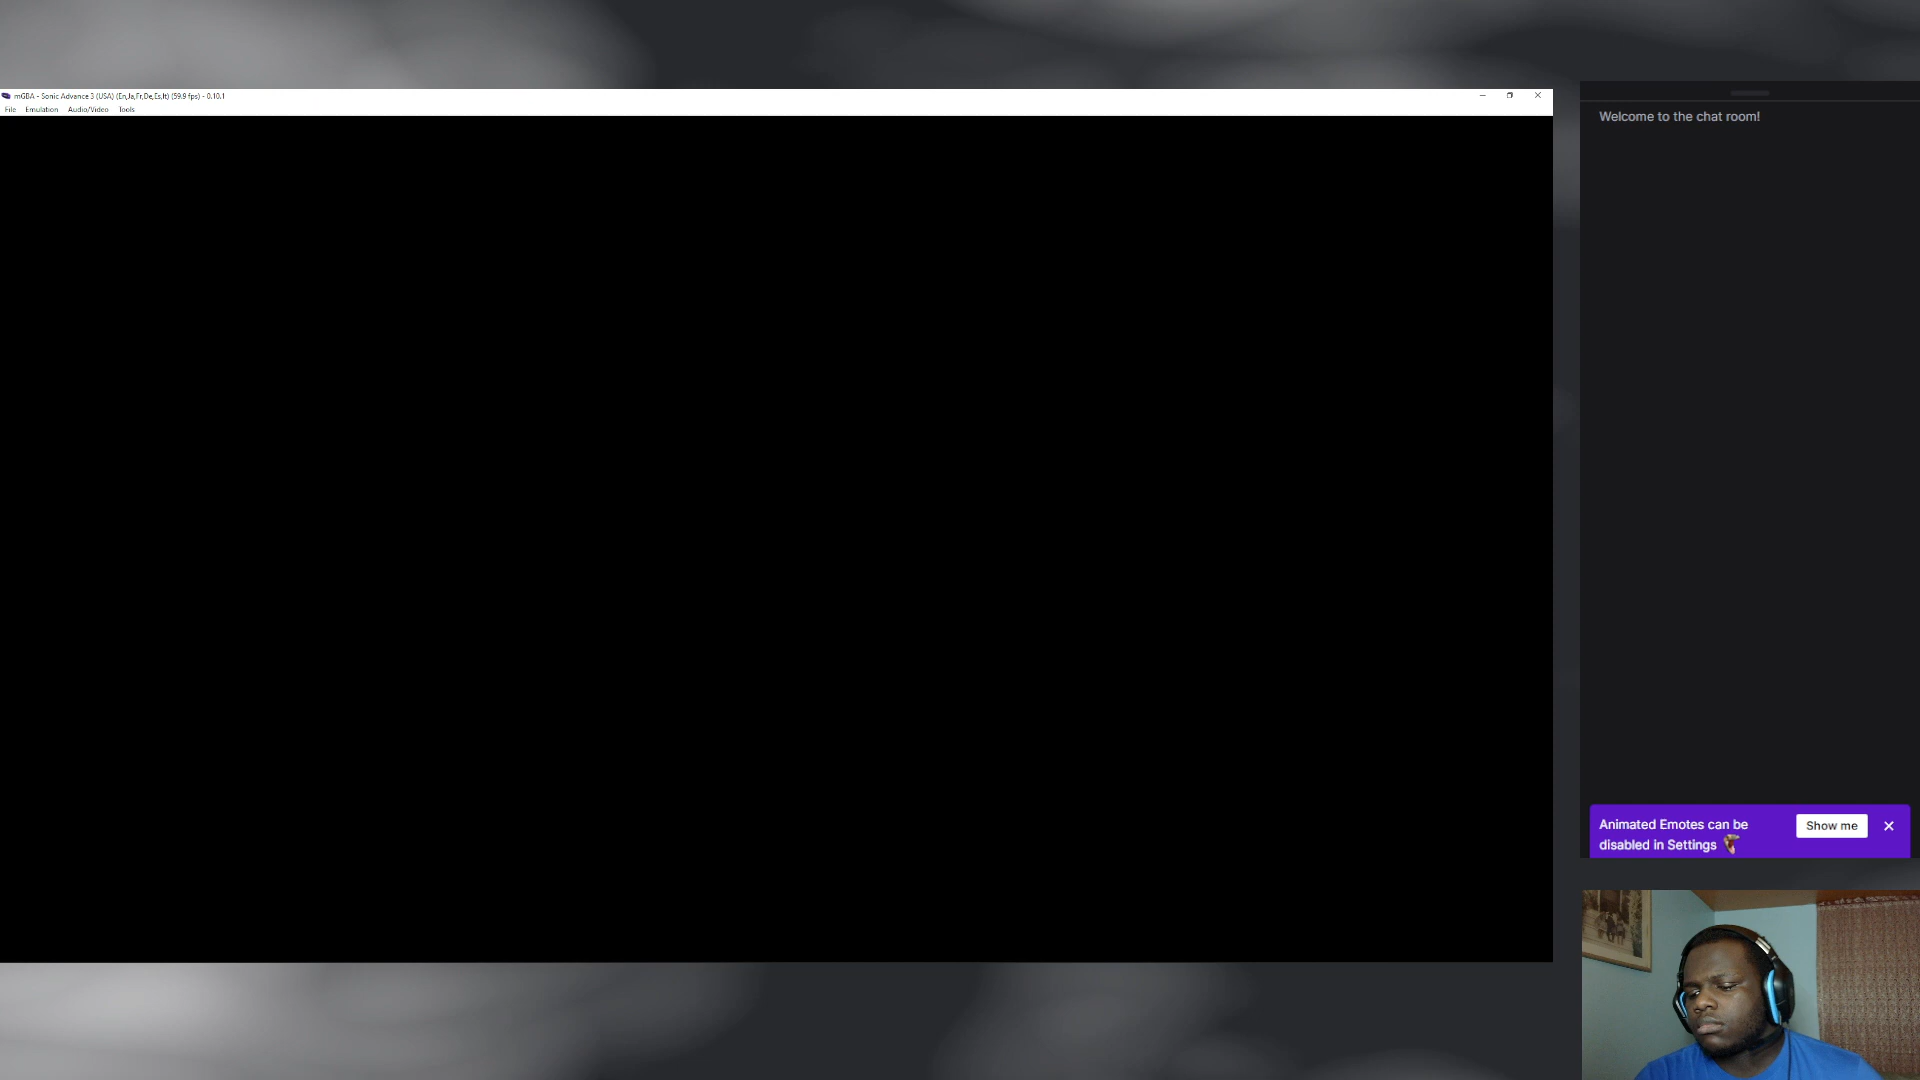 mGBA - Sonic Advance 3 (USA) (En,Ja,Fr,De,Es,It) (59.9 fps) - 0.10.1
File Emulation Audio/Video Tools
Welcome to the chat room!
Animated Emotes can be
disabled in Settings
Show me